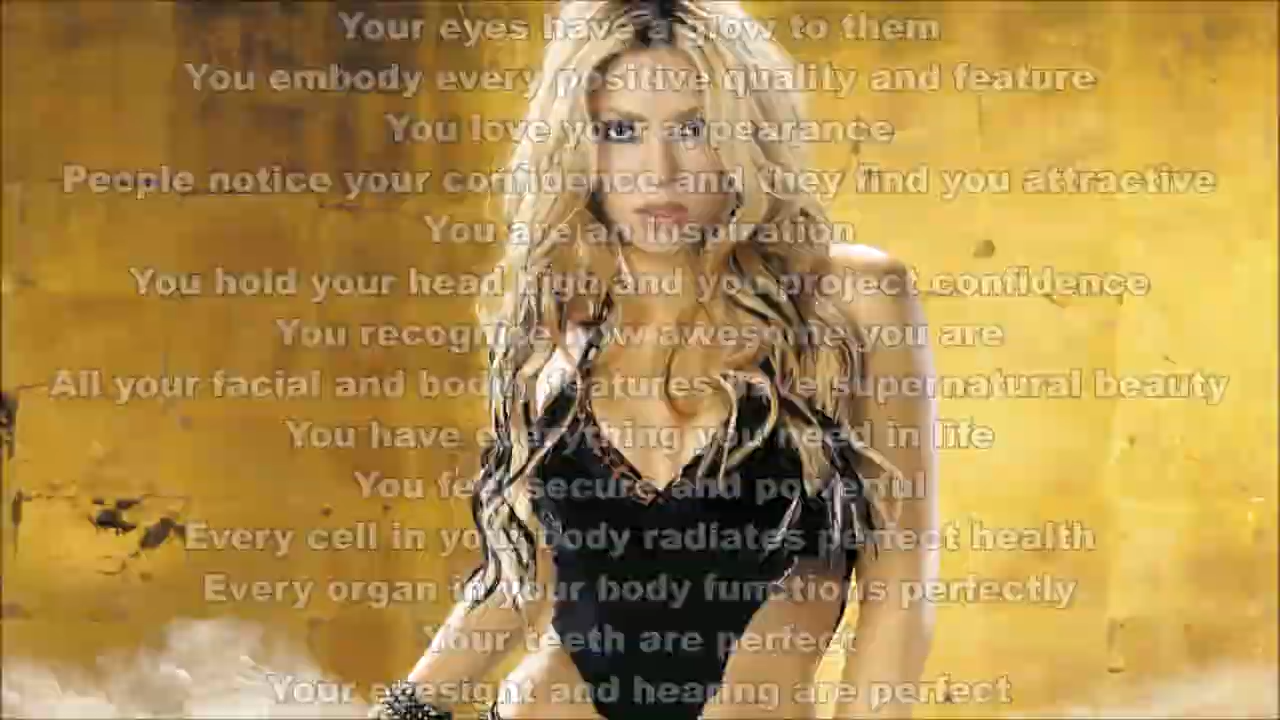 Your eyes have a glow to them
You embody every positive quality and feature
You love your appearance
People notice your confidence and they find you attractive
You are an inspiration
You hold your head high and you project confidence
You recognize how awesome you are
All your facial and bodily features have supernatural beauty
You have everything you need in life
You feel secure and powerful
Every cell in your body radiates perfect health
Every organ in your body functions perfectly
Your teeth are perfect
Your eyesight and hearing are perfect